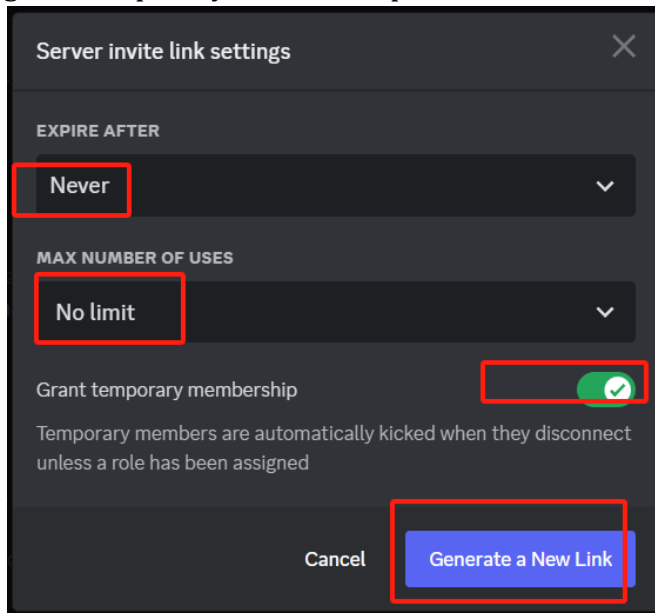 Server invite link settings
EXPIRE AFTER
Never
MAX NUMBER OF USES
No limit
Grant temporary membership
Temporary members are automatically kicked when they disconnect
unless a role has been assigned
Cancel
Generate a New Link